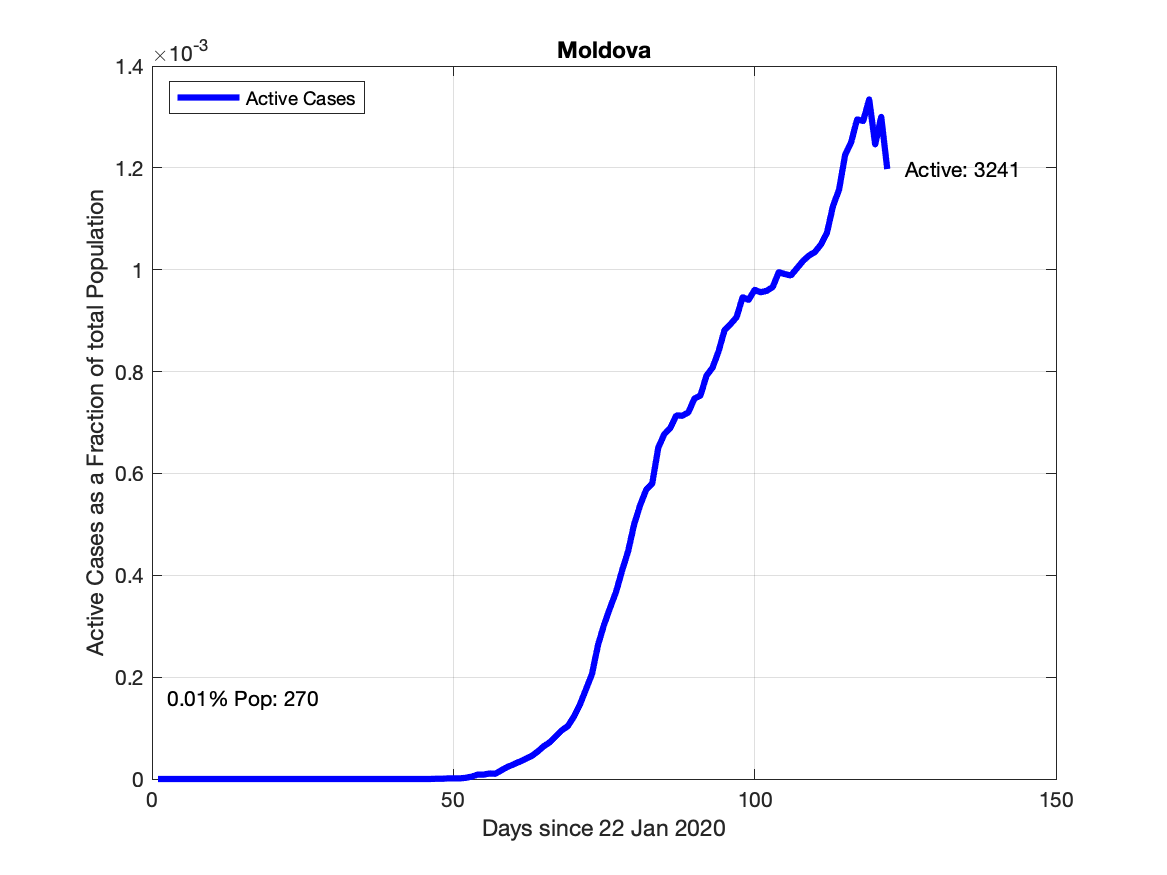 Moldova
×10-3
Active Cases
1.4
1.2
1
0.8
0.6
0.4
0.2
0
Active Cases as a Fraction of total Population
Active: 3241
0.01% Pop: 270
0
50
100
150
Days since 22 Jan 2020